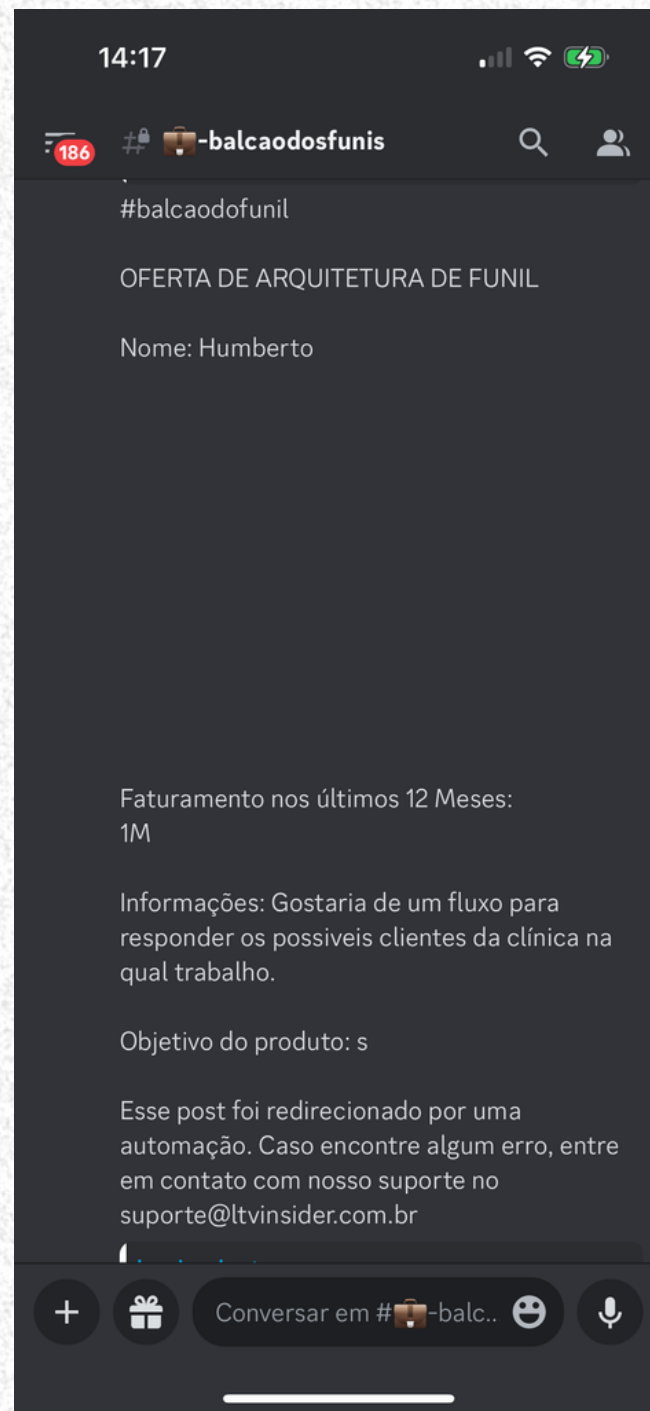 14:17
186
#💼-balcaodosfunis
#balcaodofunil
OFERTA DE ARQUITETURA DE FUNIL
Nome: Humberto
Faturamento nos últimos 12 Meses:
1M
Informações: Gostaria de um fluxo para
responder os possiveis clientes da clínica na
qual trabalho.
Objetivo do produto: s
Esse post foi redirecionado por uma
automação. Caso encontre algum erro, entre
em contato com nosso suporte no
suporte@ltvinsider.com.br
Conversar em #💼-balc..